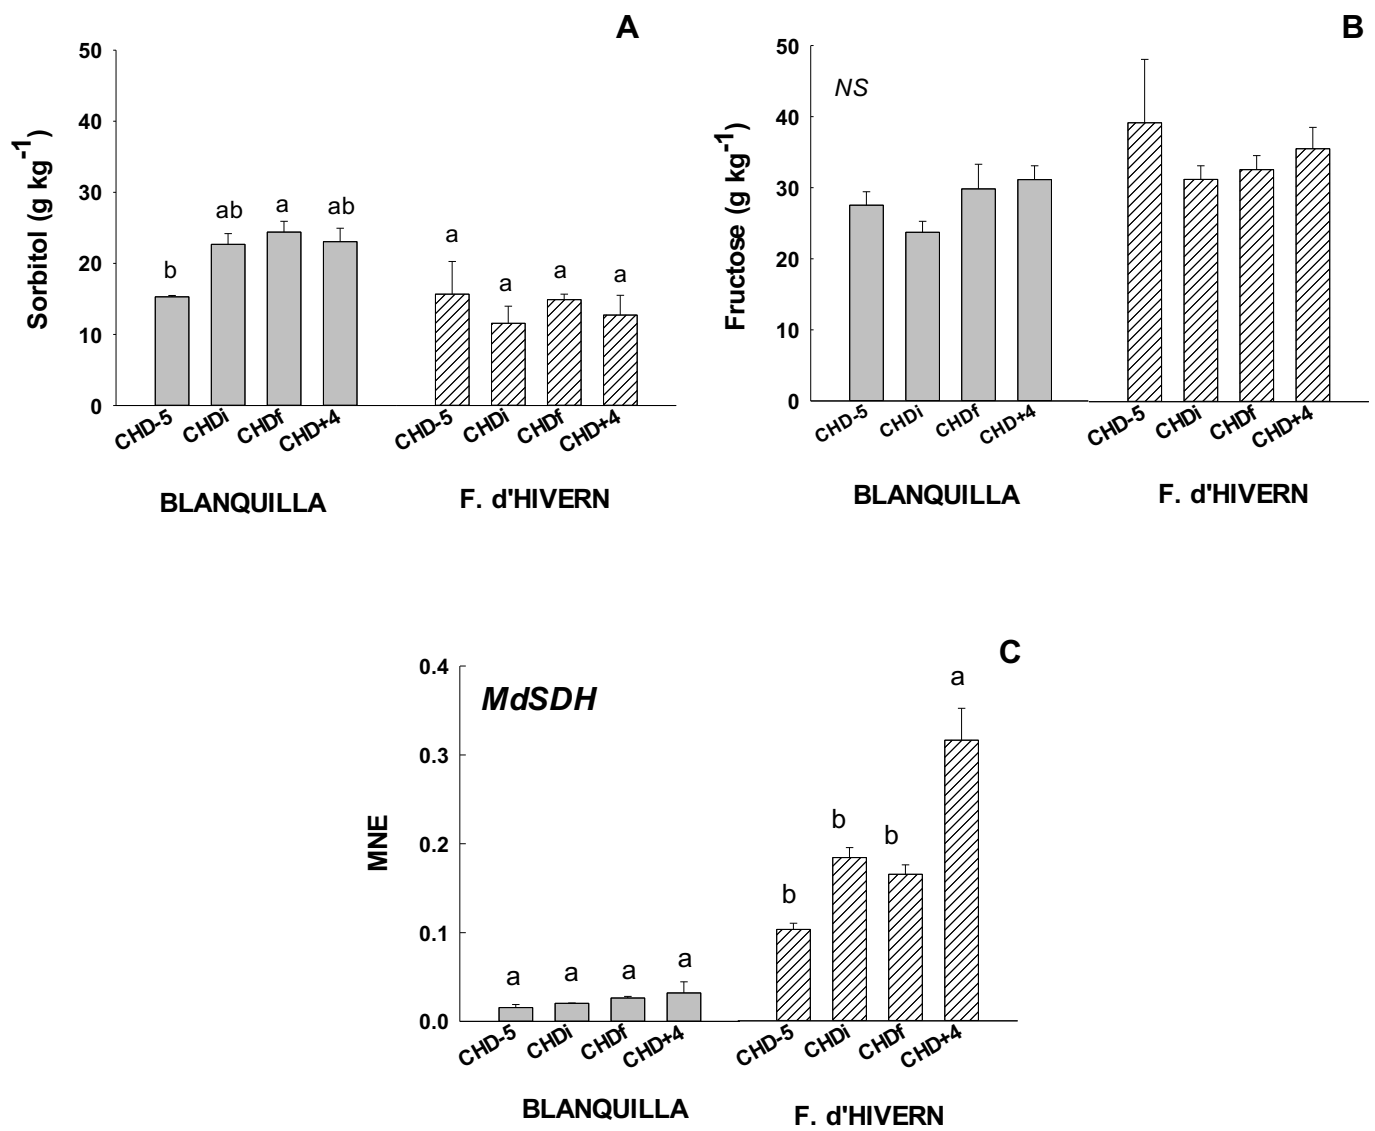 A
Sorbitol (g kg-1)
50
40
30
20
10
0
b
ab
a
ab
a
a
a
a
CHD-5
CHDi
CHDf
CHD+4
CHD-5
CHDi
CHDf
CHD+4
BLANQUILLA
F. d'HIVERN
B
Fructose (g kg-1)
50
40
30
20
10
0
NS
CHD-5
CHDi
CHDf
CHD+4
CHD-5
CHDi
CHDf
CHD+4
BLANQUILLA
F. d'HIVERN
C
MNE
0.4
0.3
0.2
0.1
0.0
MdSDH
a
a
a
a
b
b
b
a
CHD-5
CHDi
CHDf
CHD+4
CHD-5
CHDi
CHDf
CHD+4
BLANQUILLA
F. d'HIVERN